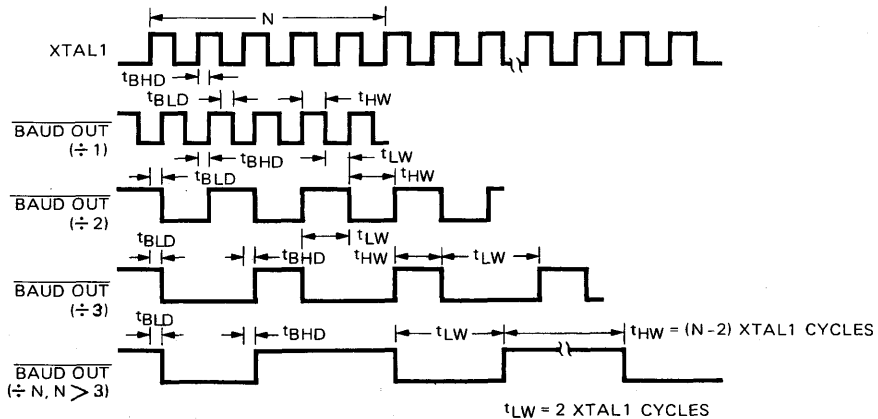 N
XTAL1
tBHD
tBLD
tHW
BAUD OUT
(÷ 1)
tBHD
tLW
tBLD
tHW
BAUD OUT
(÷ 2)
tBLD
tLW
tBHD
tHW
tLW
BAUD OUT
(÷ 3)
tBLD
tBHD
tLW
tHW = (N-2) XTAL1 CYCLES
BAUD OUT
(÷ N, N > 3)
tLW = 2 XTAL1 CYCLES